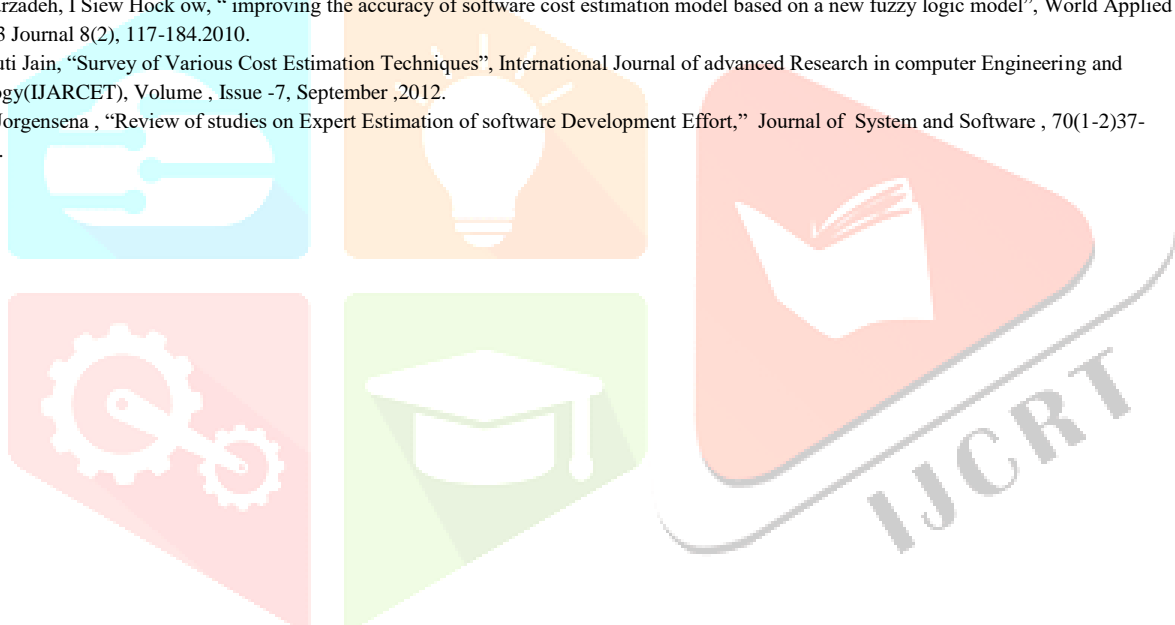 arzadeh, I Siew Hock ow, “ improving the accuracy of software cost estimation model based on a new fuzzy logic model”, World Applied
3 Journal 8(2), 117-184.2010.
uti Jain, “Survey of Various Cost Estimation Techniques”, International Journal of advanced Research in computer Engineering and
ogy(IJARCET), Volume , Issue -7, September ,2012.
Jorgensena , “Review of studies on Expert Estimation of software Development Effort,” Journal of System and Software , 70(1-2)37-
.
IJCRT